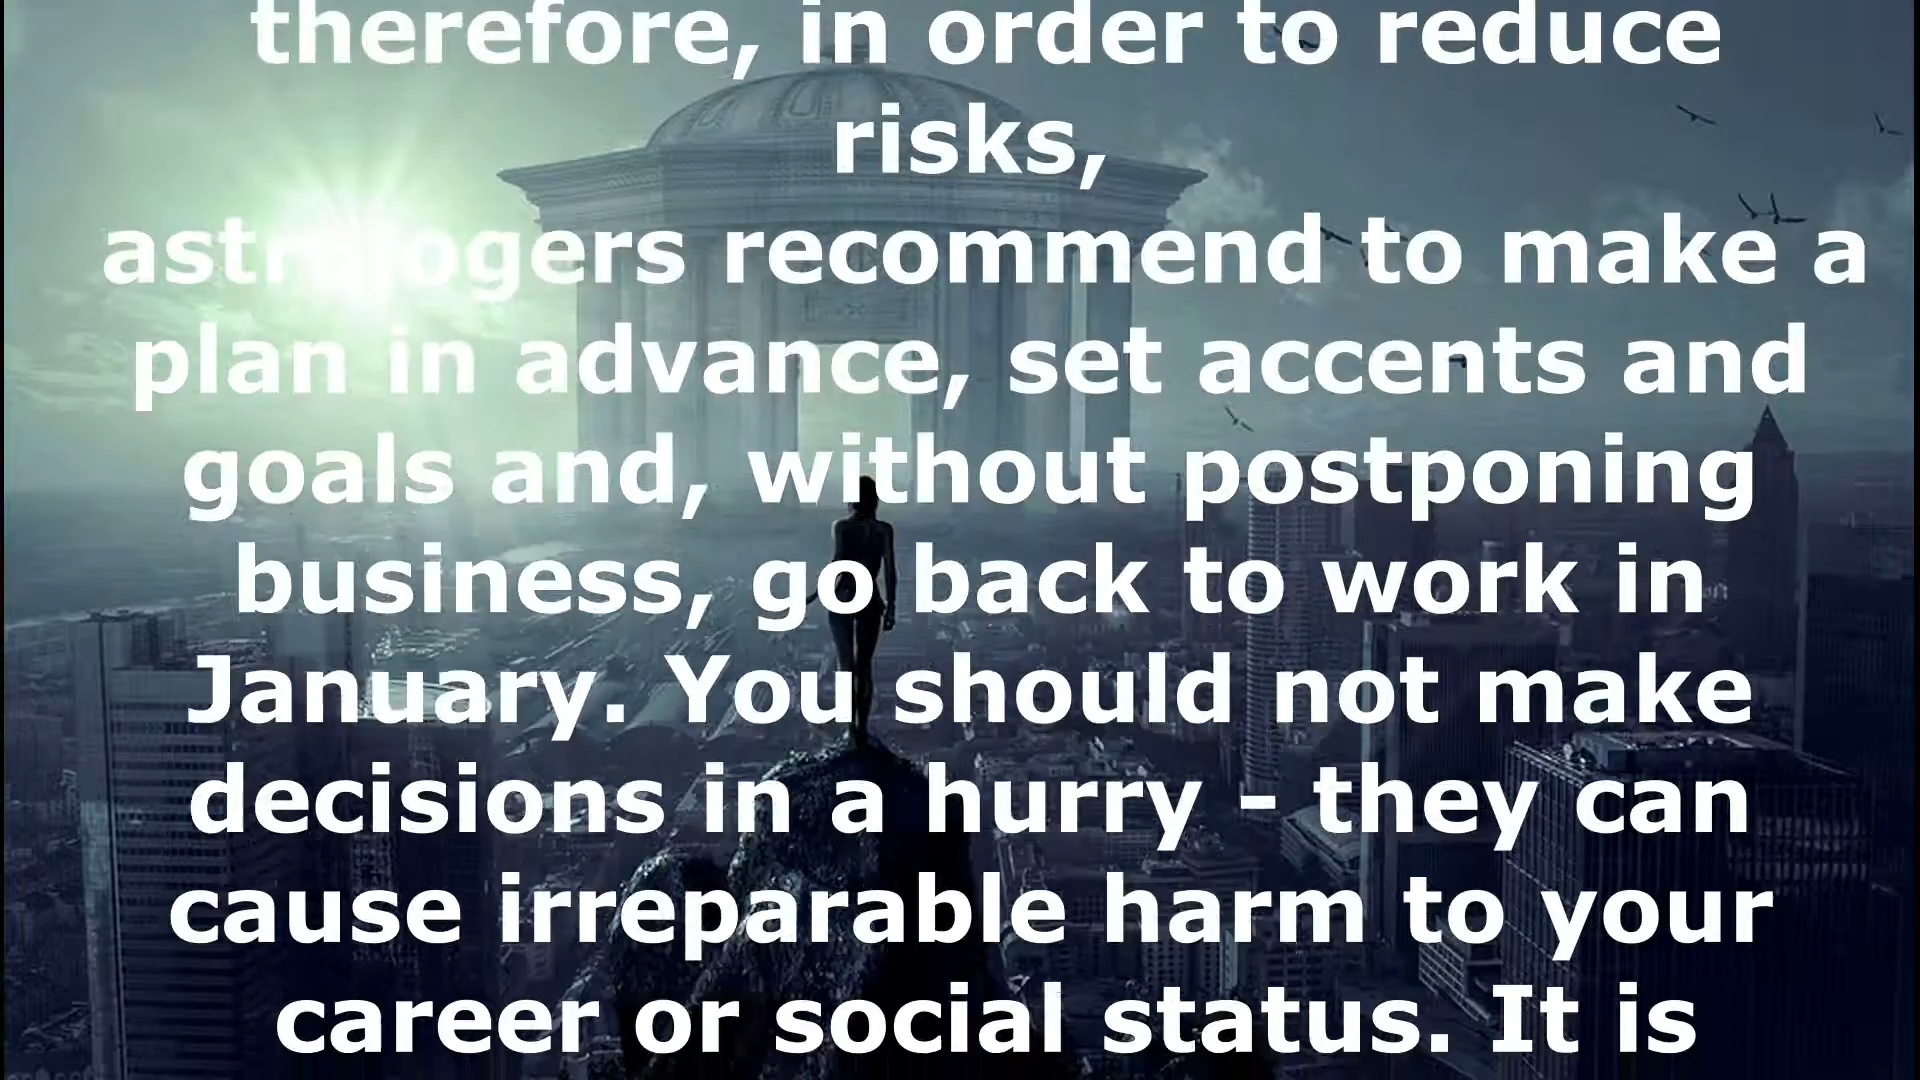 therefore, in order to reduce
risks,
astrologers recommend to make a
plan in advance, set accents and
goals and, without postponing
business, go back to work in
January. You should not make
decisions in a hurry - they can
cause irreparable harm to your
career or social status. It is